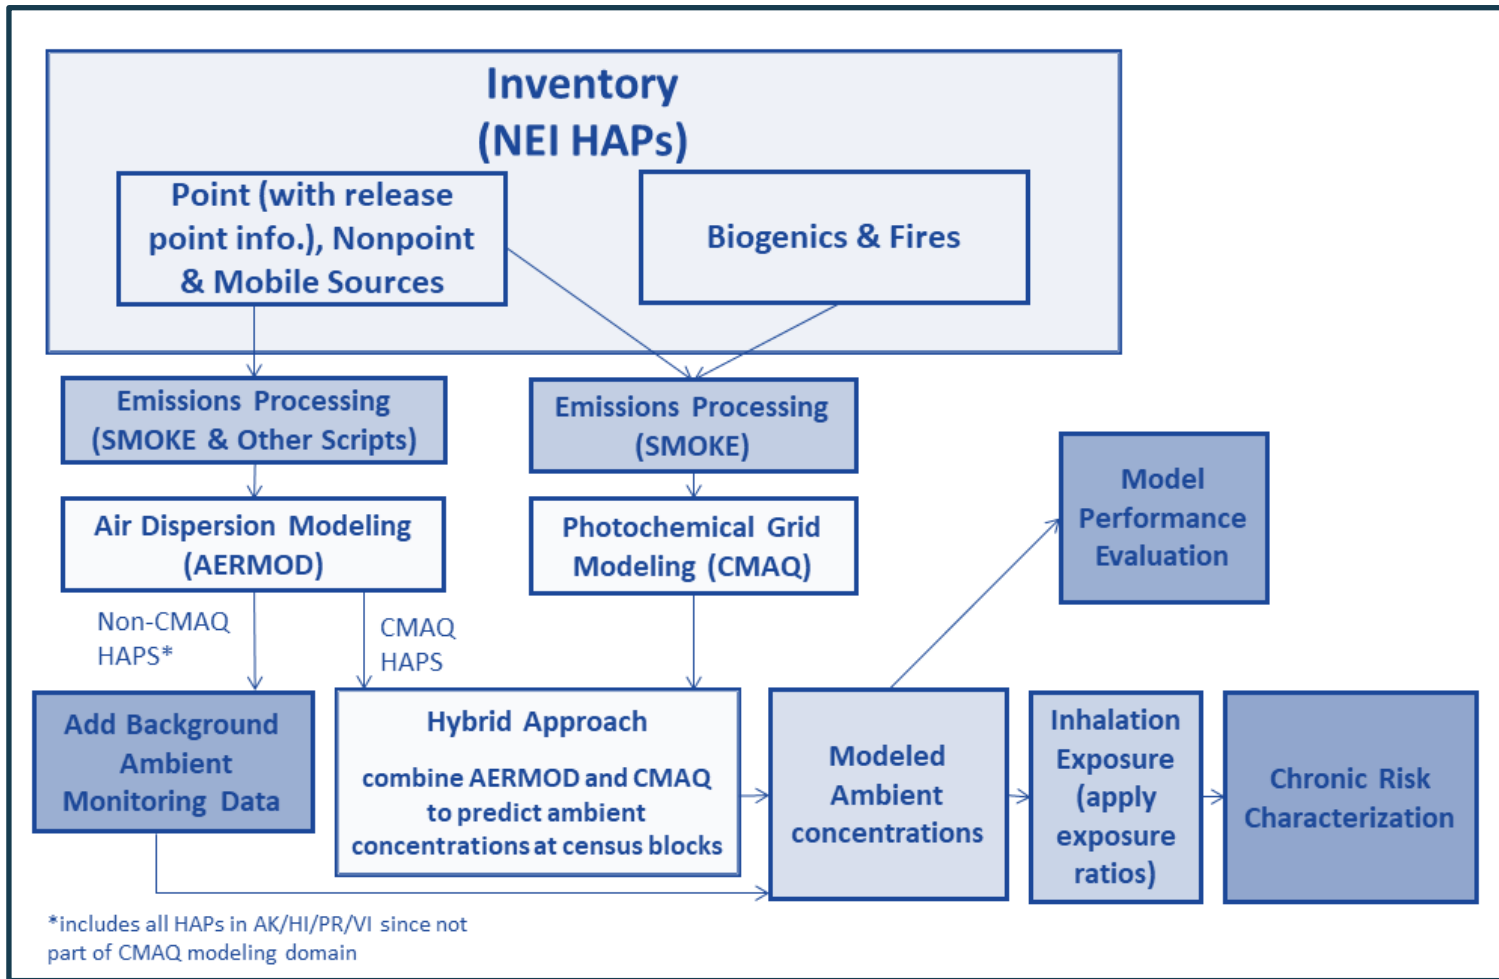 Inventory
(NEI HAPs)
Point (with release
point info.), Nonpoint
& Mobile Sources
Biogenics & Fires
Emissions Processing
(SMOKE & Other Scripts)
Emissions Processing
(SMOKE)
Air Dispersion Modeling
(AERMOD)
Photochemical Grid
Modeling (CMAQ)
Model
Performance
Evaluation
Non-CMAQ
HAPS*
CMAQ
HAPS
Add Background
Ambient
Monitoring Data
Hybrid Approach
combine AERMOD and CMAQ
to predict ambient
concentrations at census blocks
Modeled
Ambient
concentrations
Inhalation
Exposure
(apply
exposure
ratios)
Chronic Risk
Characterization
*includes all HAPs in AK/HI/PR/VI since not
part of CMAQ modeling domain